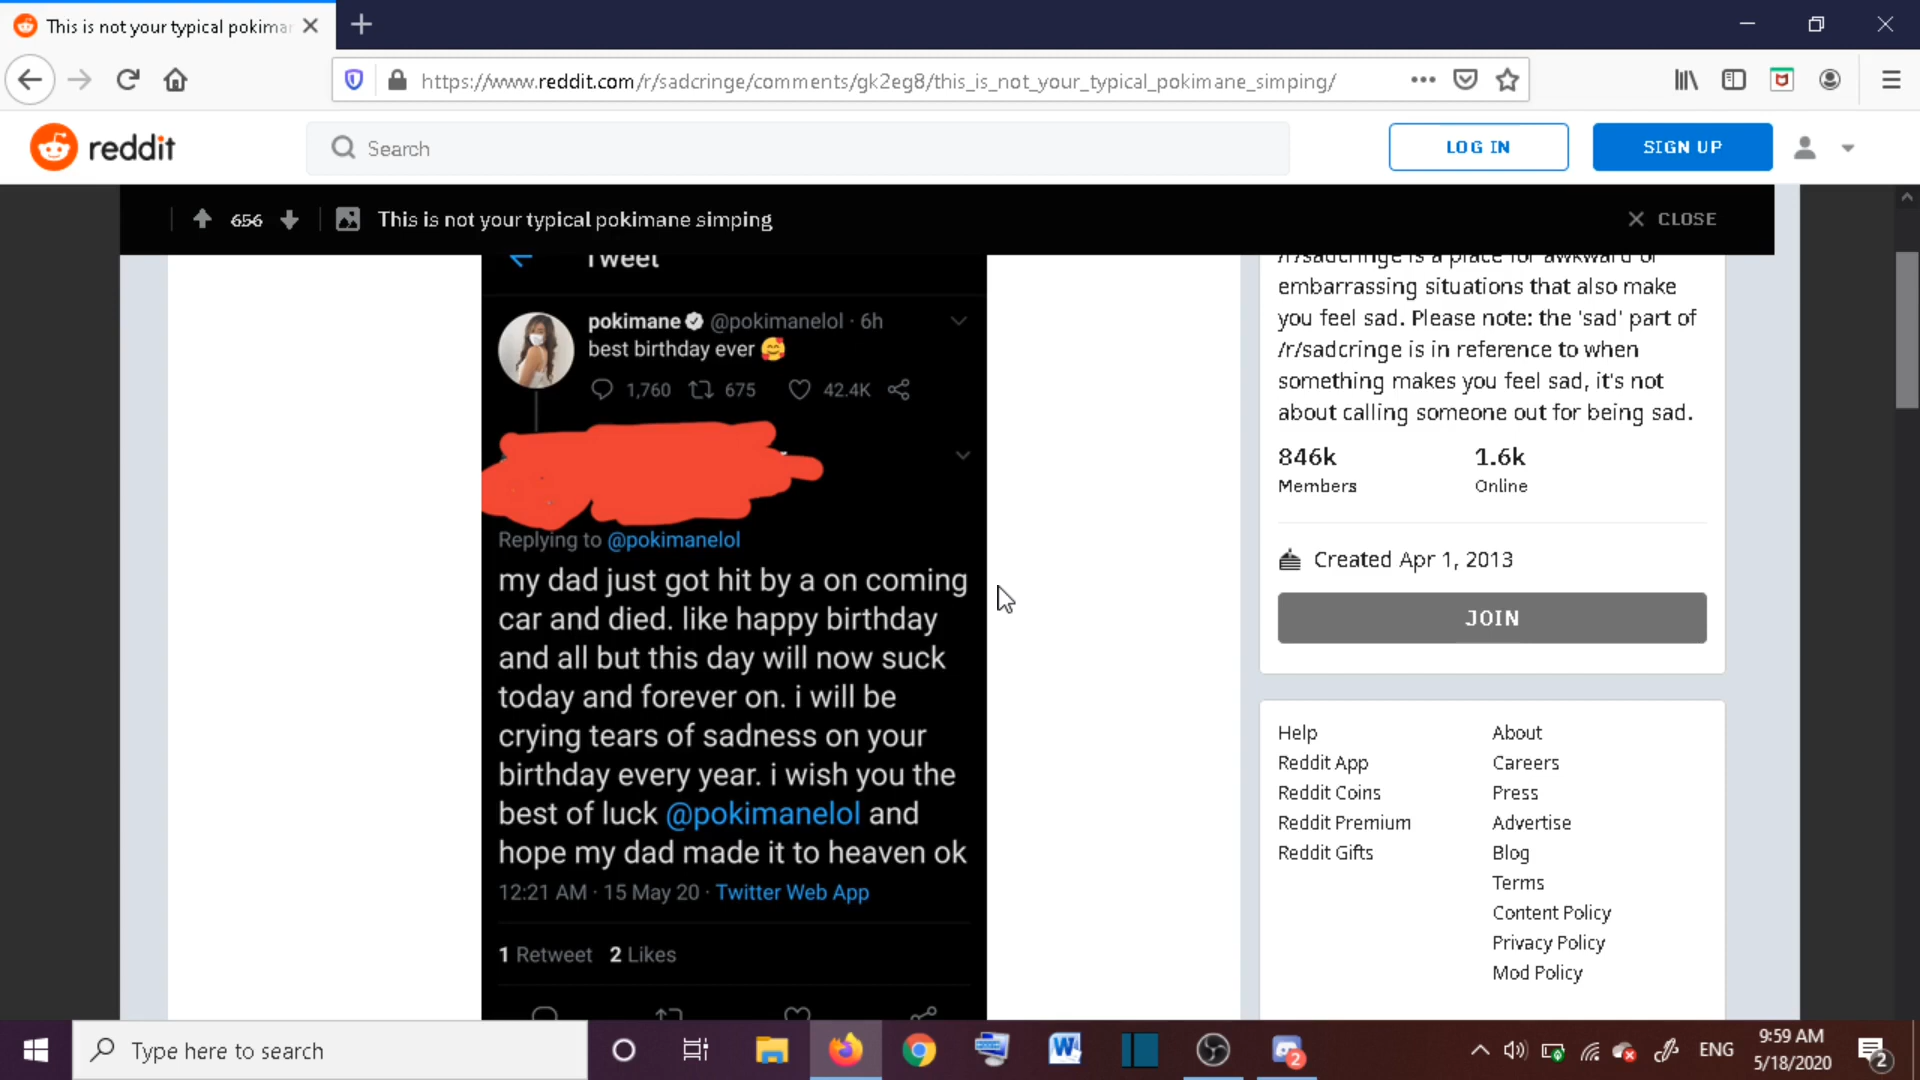 This is not your typical pokimar
https://www.reddit.com/r/sadcringe/comments/gk2eg8/this_is_not_your_typical_pokimane_simping/
reddit
Search
LOG IN
SIGN UP
656
This is not your typical pokimane simping
CLOSE
Tweet
pokimane @pokimanelol · 6h
best birthday ever 🥰
1,760 675 42.4K
Replying to @pokimanelol
my dad just got hit by a on coming
car and died. like happy birthday
and all but this day will now suck
today and forever on. i will be
crying tears of sadness on your
birthday every year. i wish you the
best of luck @pokimanelol and
hope my dad made it to heaven ok
12:21 AM · 15 May 20 · Twitter Web App
1 Retweet 2 Likes
/r/sadcringe is a place for awkward or
embarrassing situations that also make
you feel sad. Please note: the 'sad' part of
/r/sadcringe is in reference to when
something makes you feel sad, it's not
about calling someone out for being sad.
846k 1.6k
Members Online
Created Apr 1, 2013
JOIN
Help About
Reddit App Careers
Reddit Coins Press
Reddit Premium Advertise
Reddit Gifts Blog
Terms
Content Policy
Privacy Policy
Mod Policy
Type here to search
2
ENG
9:59 AM
5/18/2020
2